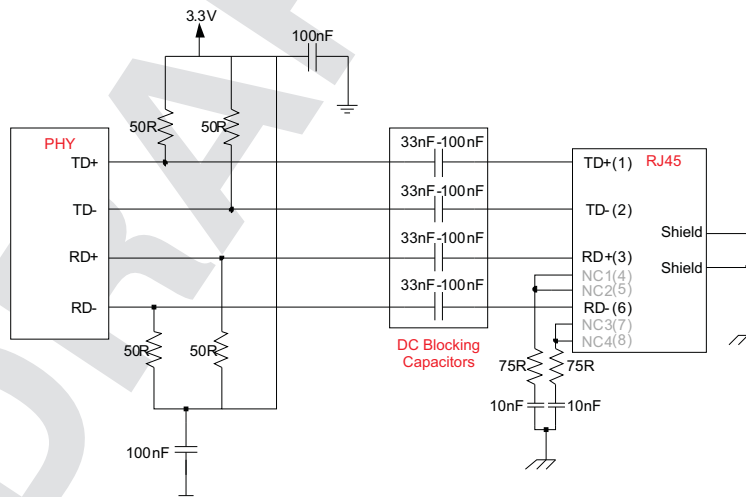 3.3V
100nF
50R
50R
PHY
33nF-100nF
TD+
TD+(1)
RJ45
33nF-100nF
TD-
TD-(2)
Shield
33nF-100nF
RD+
RD+(3)
Shield
NC1(4)
33nF-100nF
NC2(5)
RD-
RD-(6)
NC3(7)
NC4(8)
DC Blocking
Capacitors
50R
50R
75R
75R
10nF
10nF
100nF
DRAF